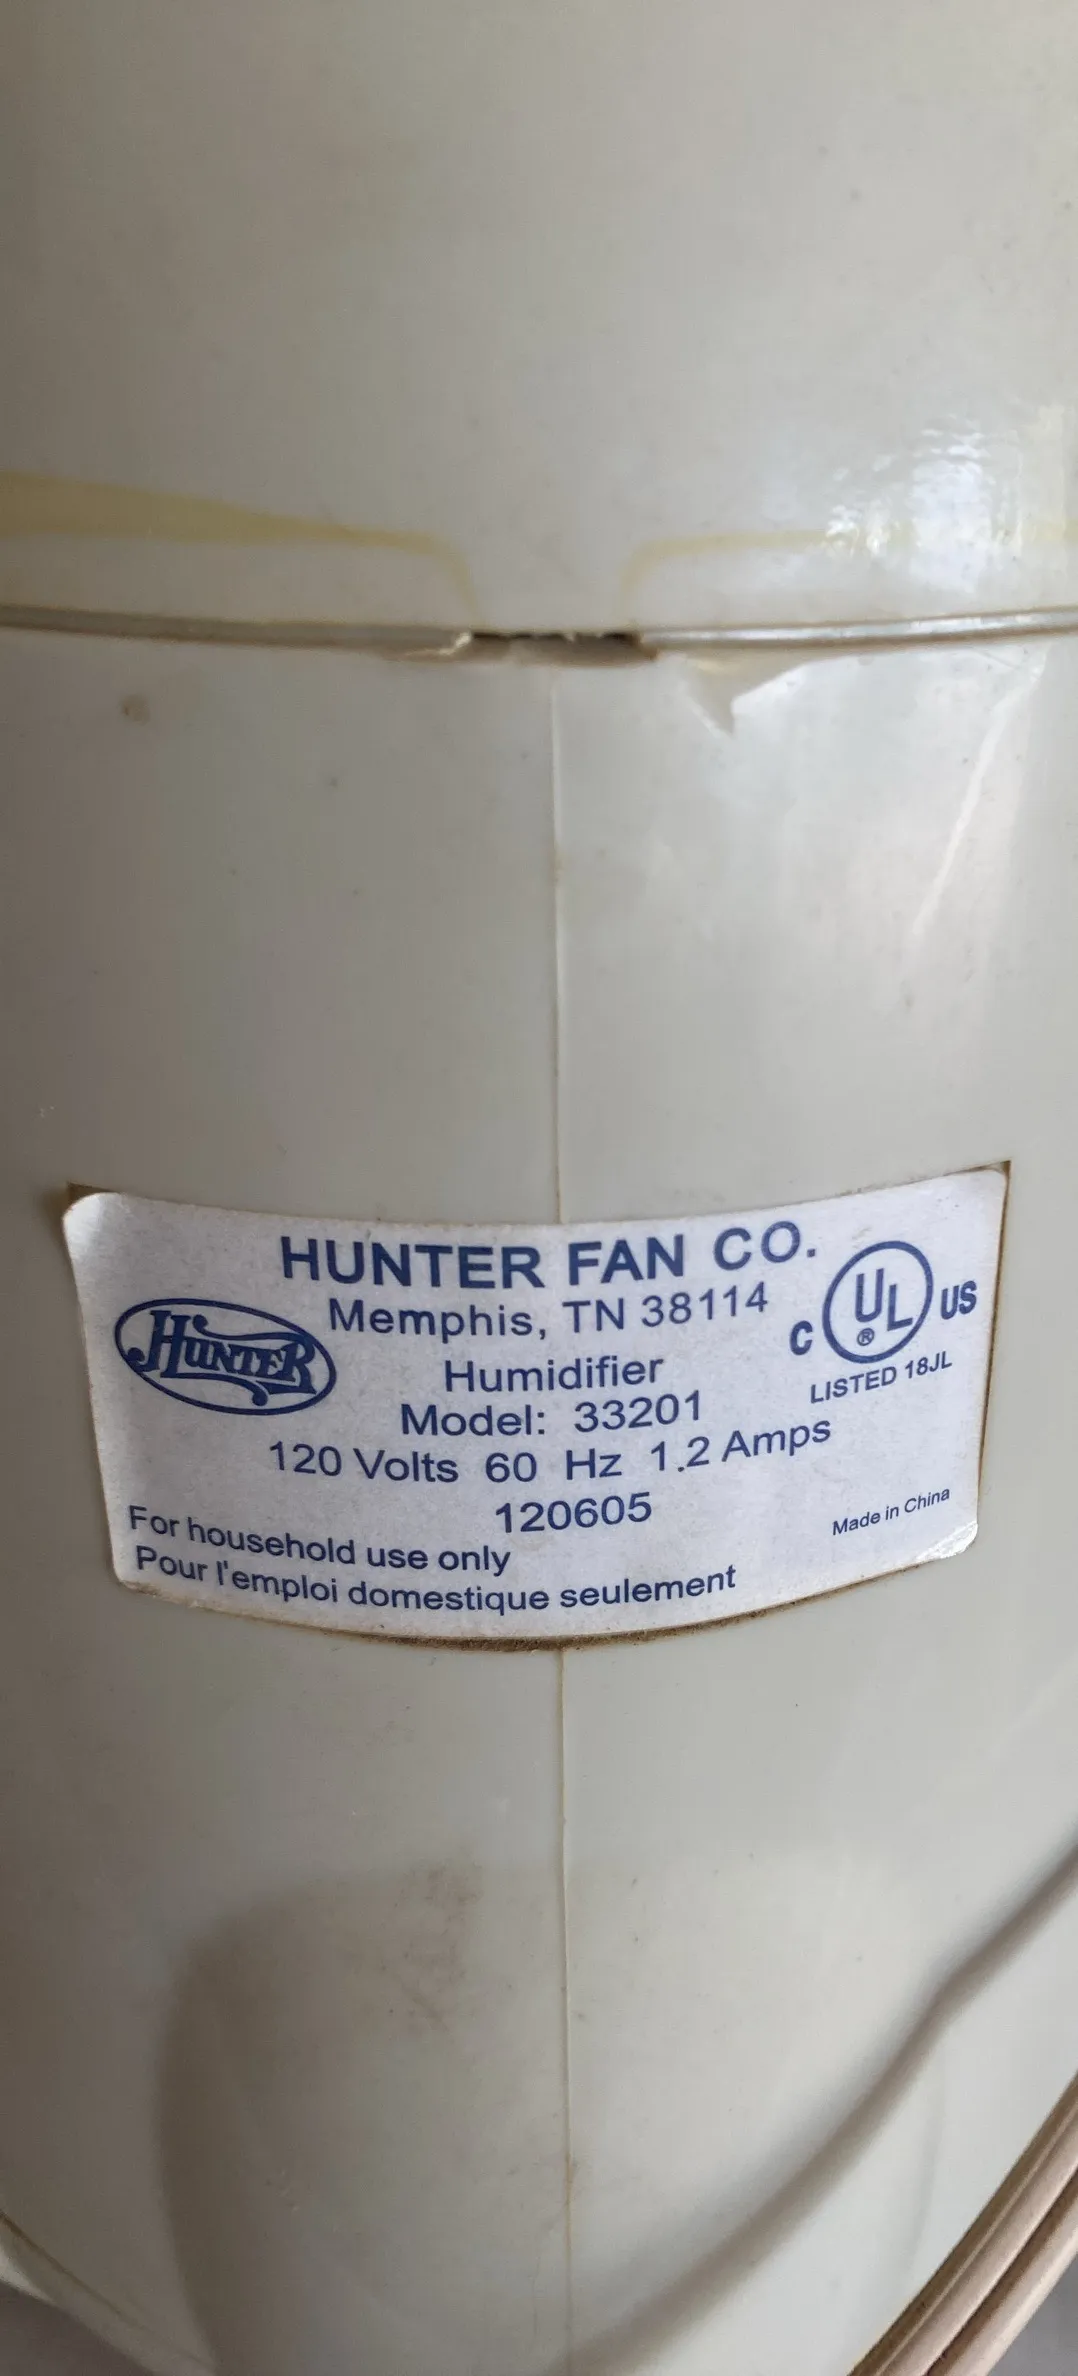 HUNTER FAN CO.
Memphis, TN 38114
HUNTER
C UL® US
LISTED 18JL
Humidifier
Model: 33201
120 Volts 60 Hz 1.2 Amps
120605
Made in China
For household use only
Pour l'emploi domestique seulement